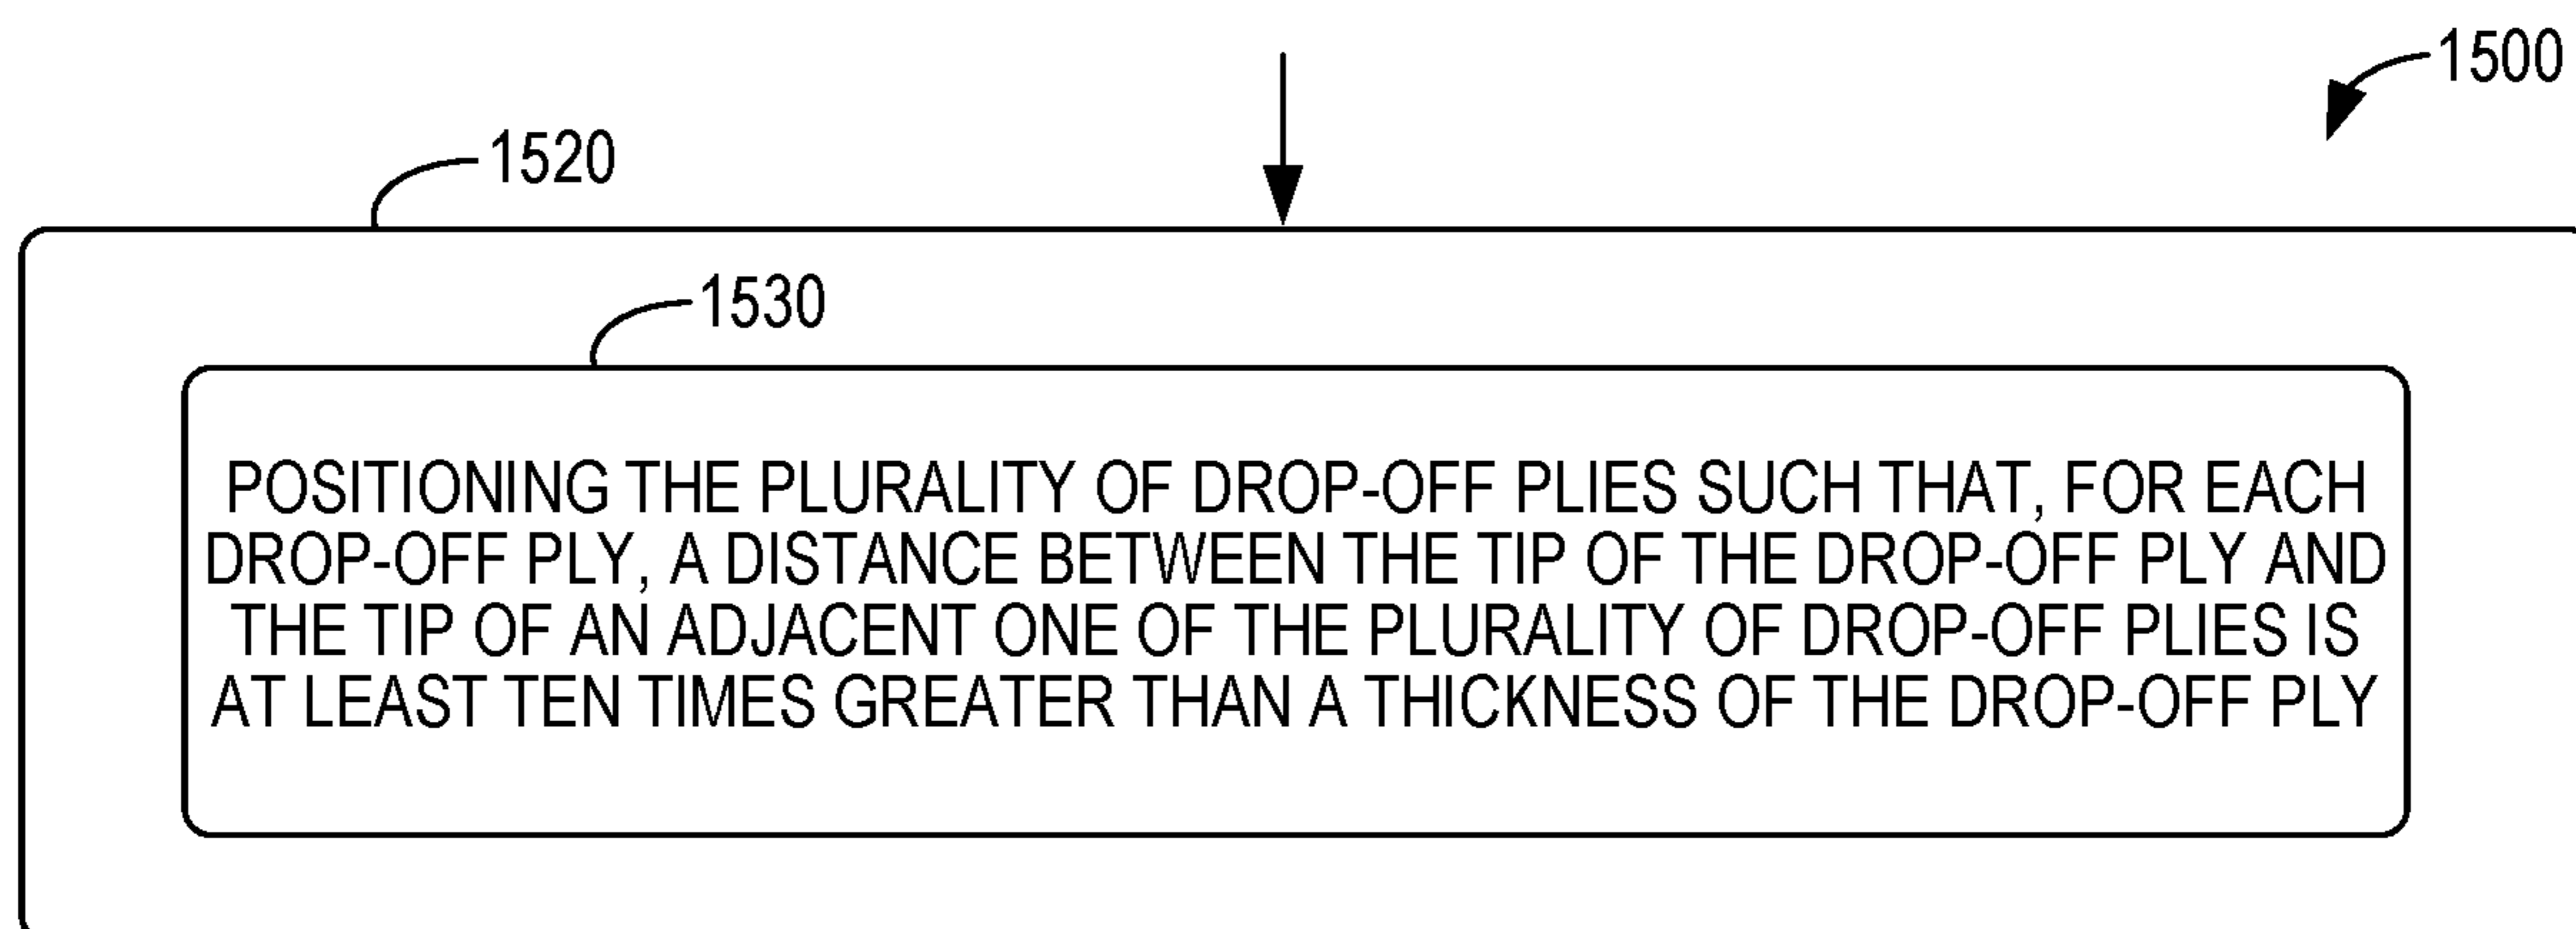 1500
1520
1530
POSITIONING THE PLURALITY OF DROP-OFF PLIES SUCH THAT, FOR EACH
DROP-OFF PLY, A DISTANCE BETWEEN THE TIP OF THE DROP-OFF PLY AND
THE TIP OF AN ADJACENT ONE OF THE PLURALITY OF DROP-OFF PLIES IS
AT LEAST TEN TIMES GREATER THAN A THICKNESS OF THE DROP-OFF PLY